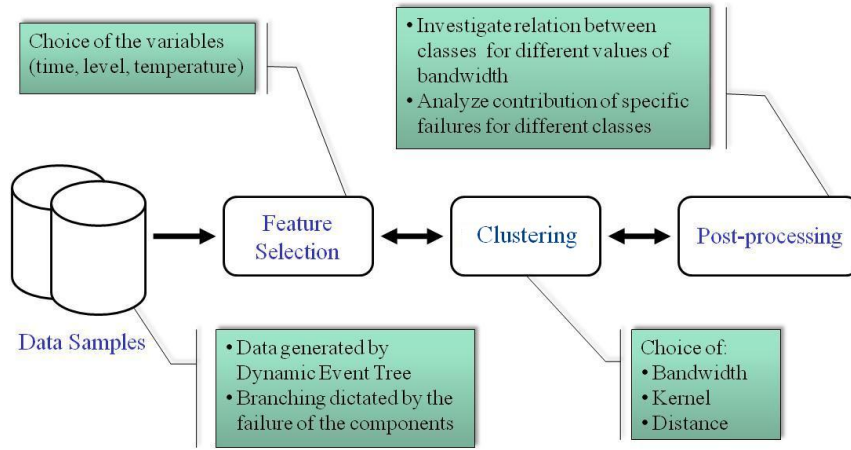 Choice of the variables
(time, level, temperature)
• Investigate relation between
classes for different values of
bandwidth
• Analyze contribution of specific
failures for different classes
Feature
Selection
Clustering
Post-processing
Data Samples
• Data generated by
Dynamic Event Tree
• Branching dictated by the
failure of the components
Choice of:
• Bandwidth
• Kernel
• Distance